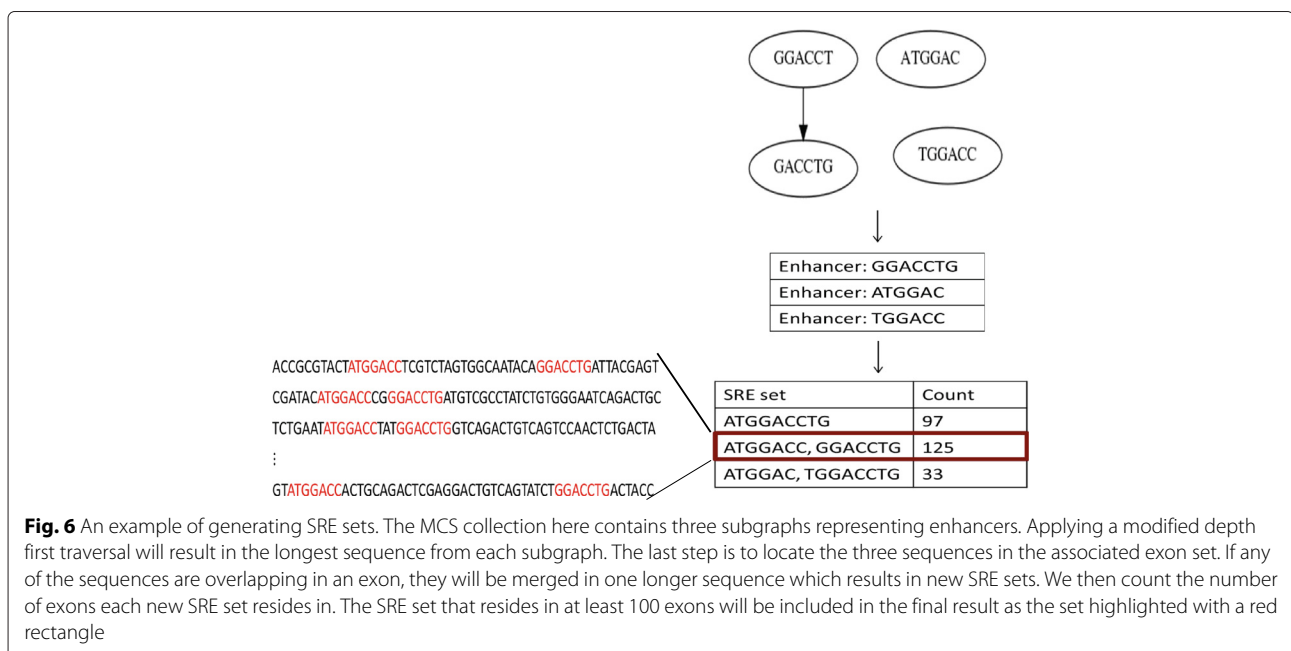 GGACCT
ATGGAC
GACCTG
TGGACC
Enhancer: GGACCTG
Enhancer: ATGGAC
Enhancer: TGGACC
ACCGCGTACTATGGACCTCGTCTAGTGGCAATACAGGACCTGATTACGAGT
CGATACATGGACCCGGGACCTGATGTCGCCTATCTGTGGGAATCAGACTGC
TCTGAATATGGACCTATGGACCTGGTCAGACTGTCAGTCCAACTCTGACTA
⋮
GTATGGACCACTGCAGACTCGAGGACTGTCAGTATCTGGACCTGACTACC
SRE set Count
ATGGACCTG 97
ATGGACC, GGACCTG 125
ATGGAC, TGGACCTG 33
Fig. 6 An example of generating SRE sets. The MCS collection here contains three subgraphs representing enhancers. Applying a modified depth
first traversal will result in the longest sequence from each subgraph. The last step is to locate the three sequences in the associated exon set. If any
of the sequences are overlapping in an exon, they will be merged in one longer sequence which results in new SRE sets. We then count the number
of exons each new SRE set resides in. The SRE set that resides in at least 100 exons will be included in the final result as the set highlighted with a red
rectangle